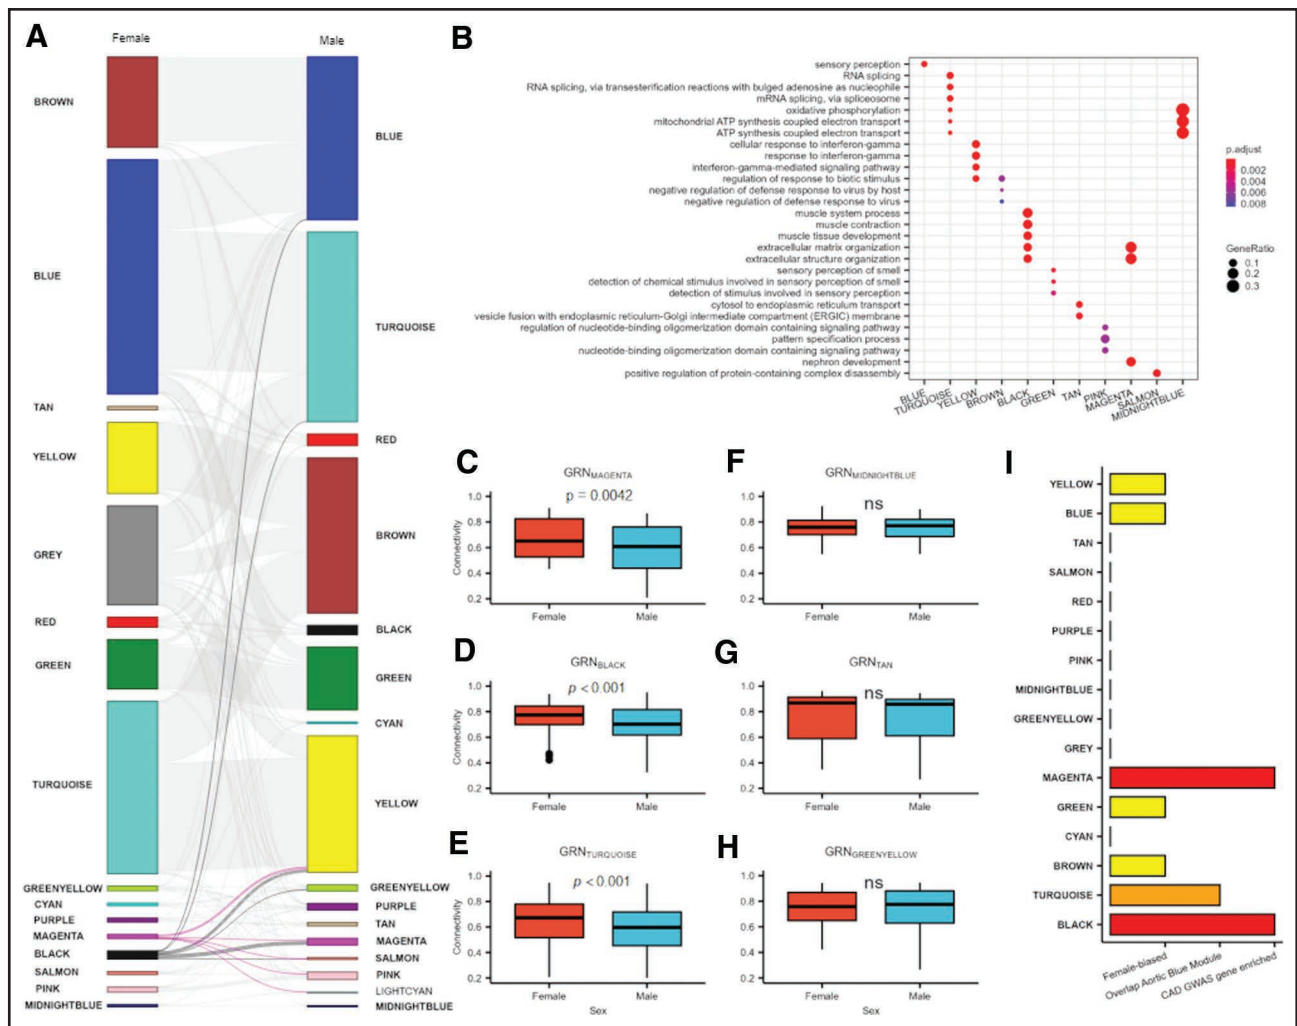 A
Female
Male
BROWN
BLUE
TAN
YELLOW
GREY
RED
GREEN
TURQUOISE
GREENYELLOW
CYAN
PURPLE
MAGENTA
BLACK
SALMON
PINK
MIDNIGHTBLUE
BLUE
TURQUOISE
RED
BROWN
BLACK
GREEN
CYAN
YELLOW
GREENYELLOW
PURPLE
TAN
MAGENTA
SALMON
PINK
LIGHTCYAN
MIDNIGHTBLUE
B
sensory perception
RNA splicing
RNA splicing, via transesterification reactions with bulged adenosine as nucleophile
mRNA splicing, via spliceosome
oxidative phosphorylation
mitochondrial ATP synthesis coupled electron transport
ATP synthesis coupled electron transport
cellular response to interferon-gamma
response to interferon-gamma
interferon-gamma-mediated signaling pathway
regulation of response to biotic stimulus
negative regulation of defense response to virus by host
negative regulation of defense response to virus
muscle system process
muscle contraction
muscle tissue development
extracellular matrix organization
extracellular structure organization
sensory perception of smell
detection of chemical stimulus involved in sensory perception of smell
detection of stimulus involved in sensory perception
cytosol to endoplasmic reticulum transport
vesicle fusion with endoplasmic reticulum-Golgi intermediate compartment (ERGIC) membrane
regulation of nucleotide-binding oligomerization domain containing signaling pathway
pattern specification process
nucleotide-binding oligomerization domain containing signaling pathway
nephron development
positive regulation of protein-containing complex disassembly
BLUE
TURQUOISE
YELLOW
BROWN
BLACK
GREEN
TAN
PINK
MAGENTA
SALMON
MIDNIGHTBLUE
p.adjust
0.002
0.004
0.006
0.008
GeneRatio
0.1
0.2
0.3
C
GRNMAGENTA
p = 0.0042
Connectivity
1.0
0.8
0.6
0.4
0.2
Female
Male
D
GRNBLACK
p < 0.001
Connectivity
1.0
0.8
0.6
0.4
0.2
Female
Male
E
GRNTURQUOISE
p < 0.001
Connectivity
1.0
0.8
0.6
0.4
0.2
Female
Male
Sex
F
GRNMIDNIGHTBLUE
ns
1.0
0.8
0.6
0.4
0.2
Female
Male
G
GRNTAN
ns
1.0
0.8
0.6
0.4
0.2
Female
Male
H
GRNGREENYELLOW
ns
1.0
0.8
0.6
0.4
0.2
Female
Male
Sex
I
YELLOW
BLUE
TAN
SALMON
RED
PURPLE
PINK
MIDNIGHTBLUE
GREENYELLOW
GREY
MAGENTA
GREEN
CYAN
BROWN
TURQUOISE
BLACK
Female-biased
Overlap Aortic Blue Module
CAD GWAS gene enriched